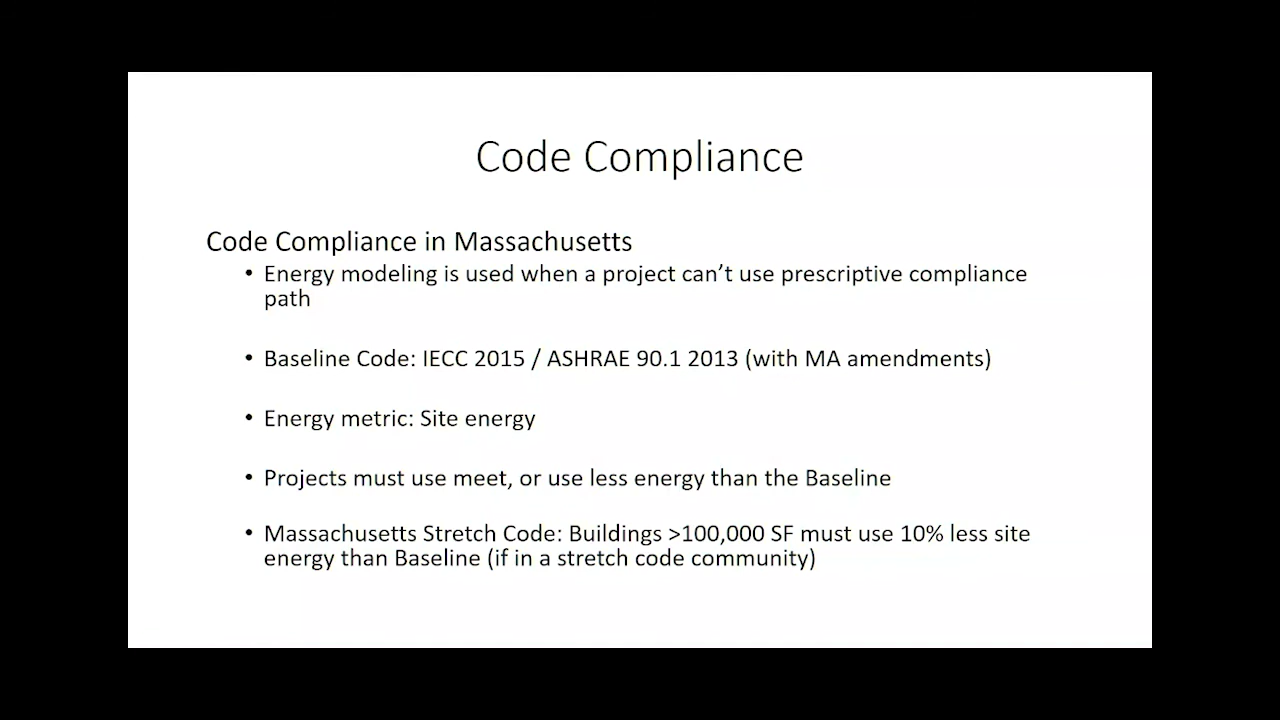 Code Compliance
Code Compliance in Massachusetts
• Energy modeling is used when a project can’t use prescriptive compliance
path
• Baseline Code: IECC 2015 / ASHRAE 90.1 2013 (with MA amendments)
• Energy metric: Site energy
• Projects must use meet, or use less energy than the Baseline
• Massachusetts Stretch Code: Buildings >100,000 SF must use 10% less site
energy than Baseline (if in a stretch code community)